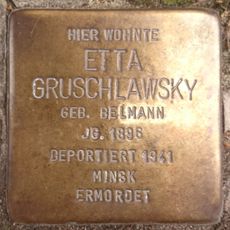 HIER WOHNTE
ETTA
GRUSCHLAWSKY
GEB. BELMANN
JG. 1896
DEPORTIERT 1941
MINSK
ERMORDET